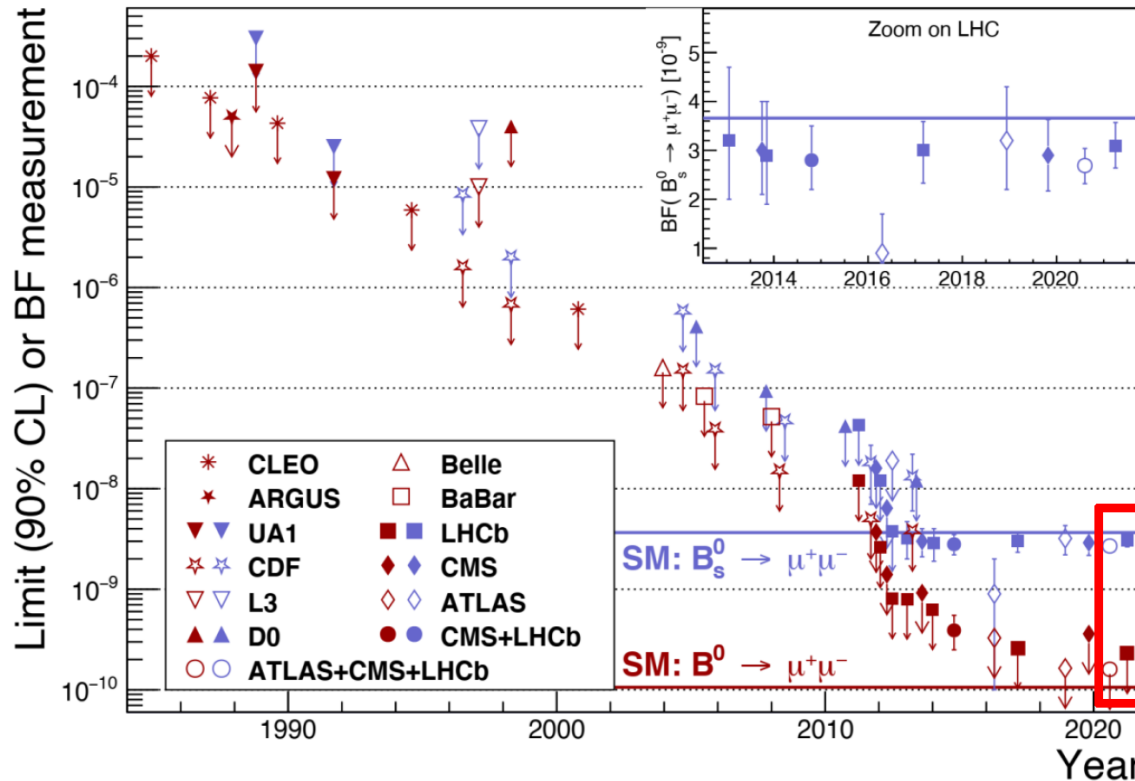 Limit (90% CL) or BF measurement
10⁻⁴
10⁻⁵
10⁻⁶
10⁻⁷
10⁻⁸
10⁻⁹
10⁻¹⁰
Zoom on LHC
BF( B⁰ₛ → μ⁺μ⁻) [10⁻⁹]
5
4
3
2
1
2014 2016 2018 2020
CLEO Belle
ARGUS BaBar
UA1 LHCb
CDF CMS
L3 ATLAS
D0 CMS+LHCb
ATLAS+CMS+LHCb
SM: B⁰ₛ → μ⁺μ⁻
SM: B⁰ → μ⁺μ⁻
1990 2000 2010 2020
Year